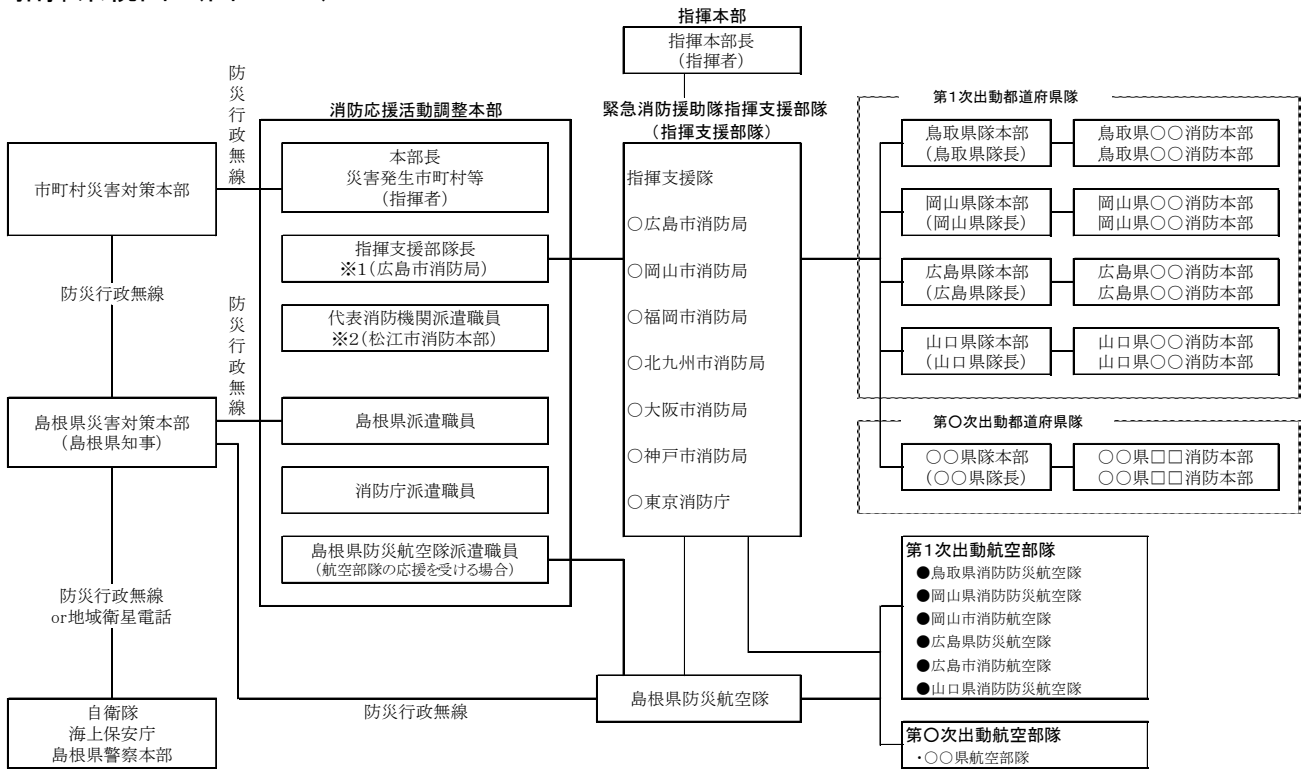 指揮本部
指揮本部長
(指揮者)
防災行政無線
消防応援活動調整本部
緊急消防援助隊指揮支援部隊
(指揮支援部隊)
第1次出動都道府県隊
市町村災害対策本部
本部長
災害発生市町村等
(指揮者)
指揮支援部隊長
※1(広島市消防局)
代表消防機関派遣職員
※2(松江市消防本部)
島根県派遣職員
消防庁派遣職員
島根県防災航空隊派遣職員
(航空部隊の応援を受ける場合)
指揮支援隊
○広島市消防局
○岡山市消防局
○福岡市消防局
○北九州市消防局
○大阪市消防局
○神戸市消防局
○東京消防庁
鳥取県隊本部
(鳥取県隊長)
鳥取県○○消防本部
鳥取県○○消防本部
岡山県隊本部
(岡山県隊長)
岡山県○○消防本部
岡山県○○消防本部
広島県隊本部
(広島県隊長)
広島県○○消防本部
広島県○○消防本部
山口県隊本部
(山口県隊長)
山口県○○消防本部
山口県○○消防本部
第○次出動都道府県隊
○○県隊本部
(○○県隊長)
○○県□□消防本部
○○県□□消防本部
防災行政無線
防災行政無線
島根県災害対策本部
(島根県知事)
防災行政無線
or地域衛星電話
自衛隊
海上保安庁
島根県警察本部
防災行政無線
島根県防災航空隊
第1次出動航空部隊
●鳥取県消防防災航空隊
●岡山県消防防災航空隊
●岡山市消防航空隊
●広島県防災航空隊
●広島市消防航空隊
●山口県消防防災航空隊
第○次出動航空部隊
・○○県航空部隊